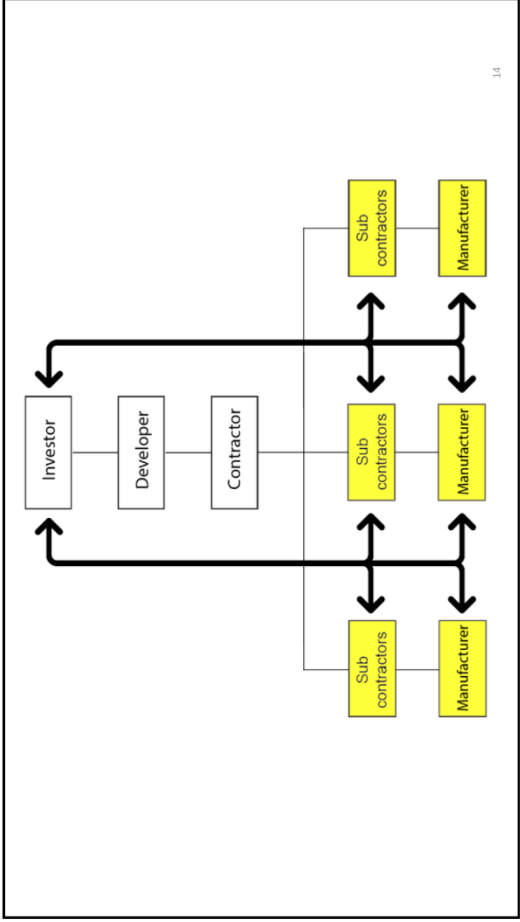 Investor
Developer
Contractor
Sub
contractors
Sub
contractors
Sub
contractors
Manufacturer
Manufacturer
Manufacturer
14